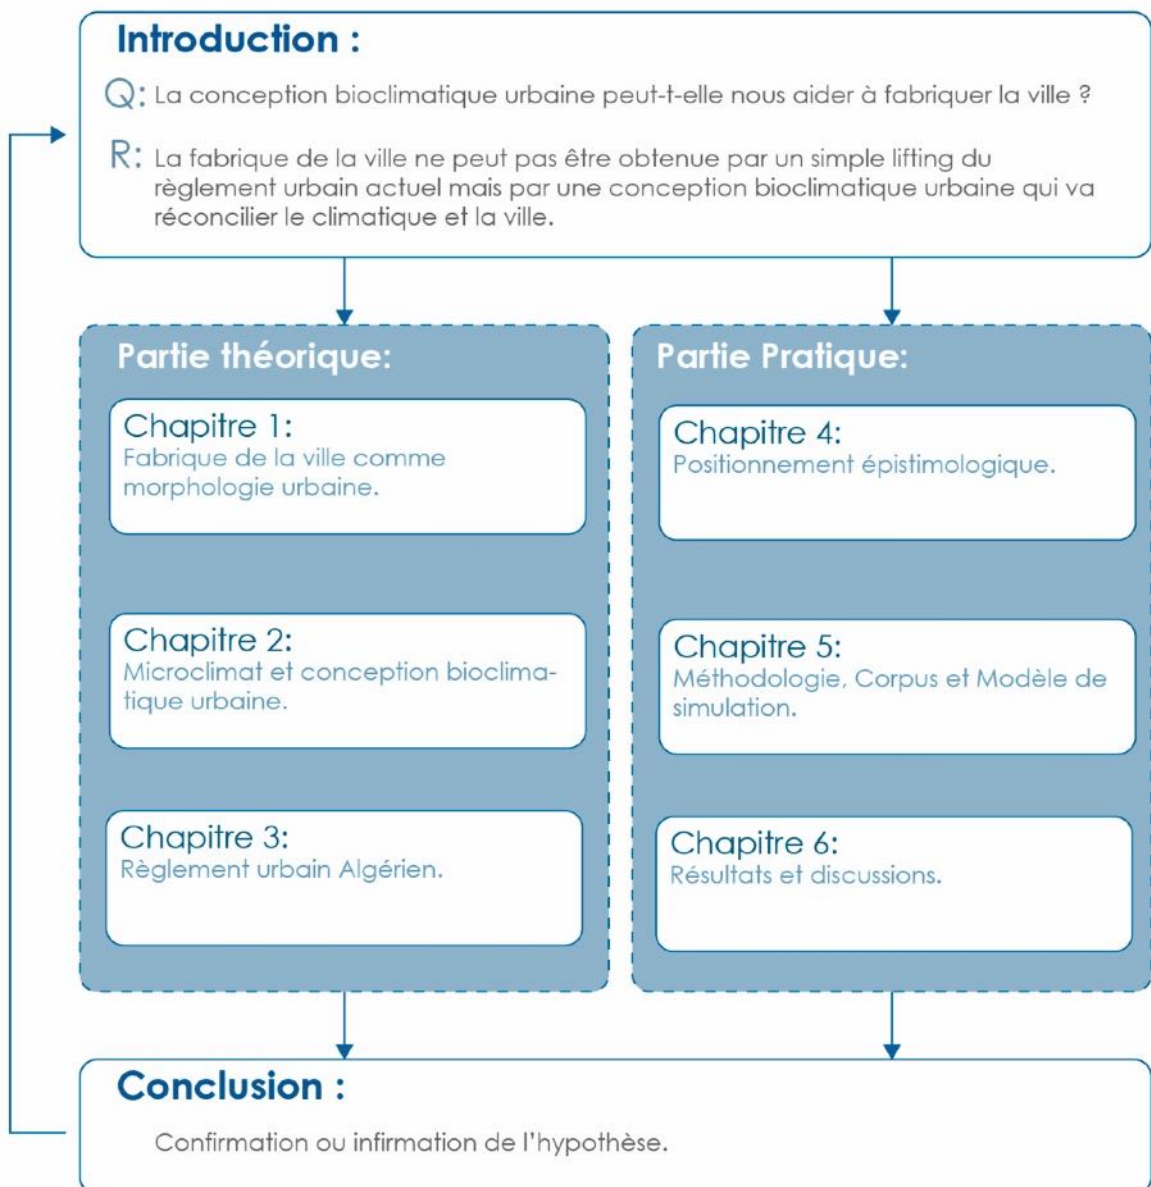 Introduction :
Q: La conception bioclimatique urbaine peut-t-elle nous aider à fabriquer la ville ?
R: La fabrique de la ville ne peut pas être obtenue par un simple lifting du
règlement urbain actuel mais par une conception bioclimatique urbaine qui va
réconcilier le climatique et la ville.
Partie théorique:
Chapitre 1:
Fabrique de la ville comme
morphologie urbaine.
Chapitre 2:
Microclimat et conception bioclima-
tique urbaine.
Chapitre 3:
Règlement urbain Algérien.
Partie Pratique:
Chapitre 4:
Positionnement épistimologique.
Chapitre 5:
Méthodologie, Corpus et Modèle de
simulation.
Chapitre 6:
Résultats et discussions.
Conclusion :
Confirmation ou infirmation de l'hypothèse.